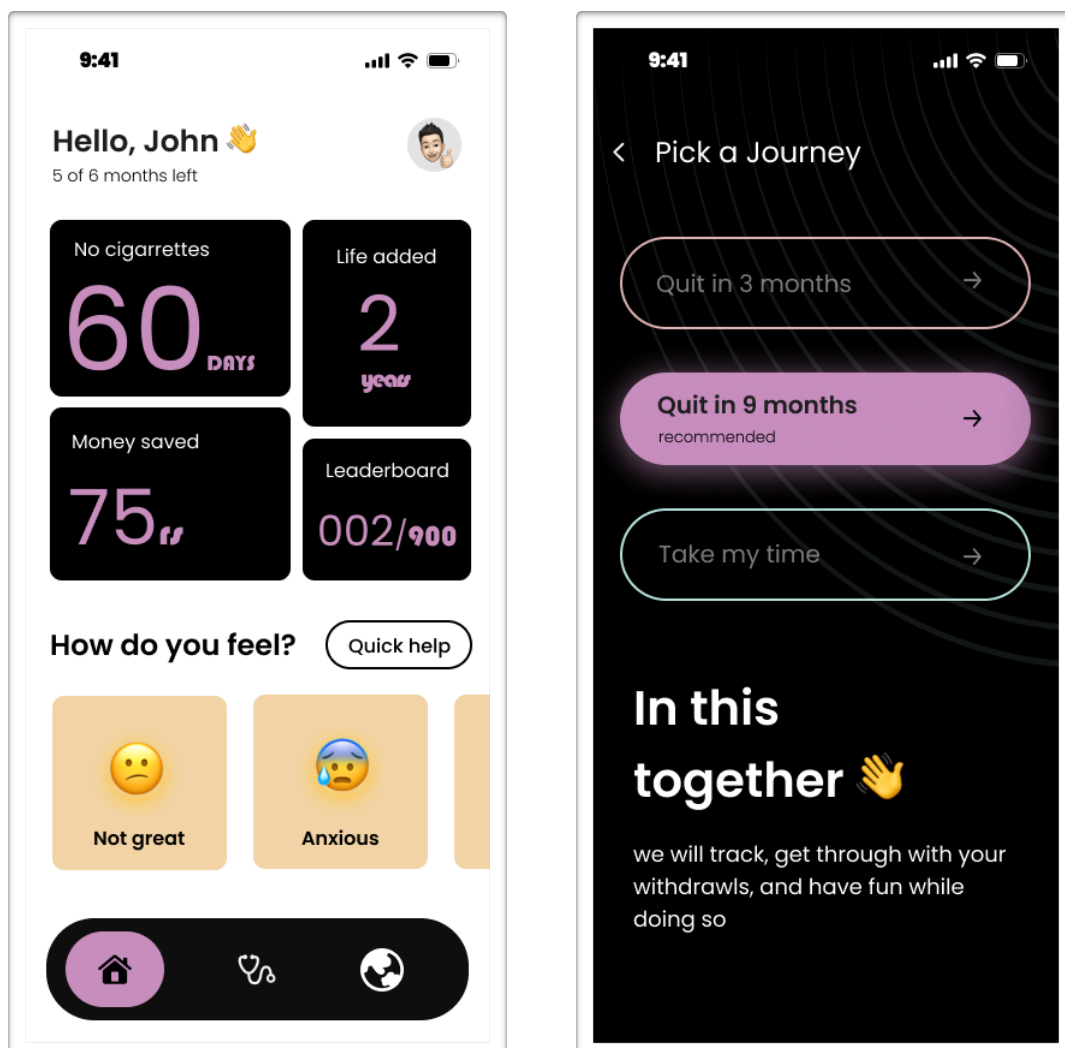 9:41
Hello, John 👋
5 of 6 months left
No cigarrettes
60 DAYS
Life added
2
years
Money saved
75 rs
Leaderboard
002/900
How do you feel?
Quick help
Not great
Anxious
9:41
Pick a Journey
Quit in 3 months
Quit in 9 months
recommended
Take my time
In this
together 👋
we will track, get through with your
withdrawls, and have fun while
doing so